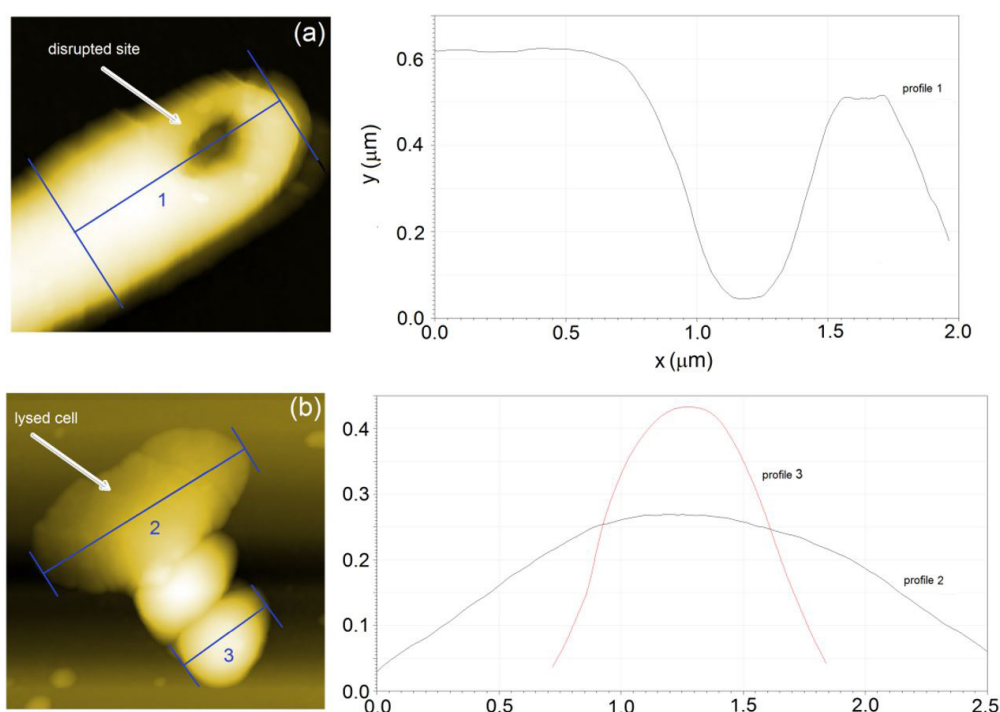 (a)
disrupted site
1
y (μm)
0.6
0.4
0.2
0.0
profile 1
0.0 0.5 1.0 1.5 2.0
x (μm)
(b)
lysed cell
2
3
0.4
0.3
0.2
0.1
0.0
profile 3
profile 2
0.0 0.5 1.0 1.5 2.0 2.5